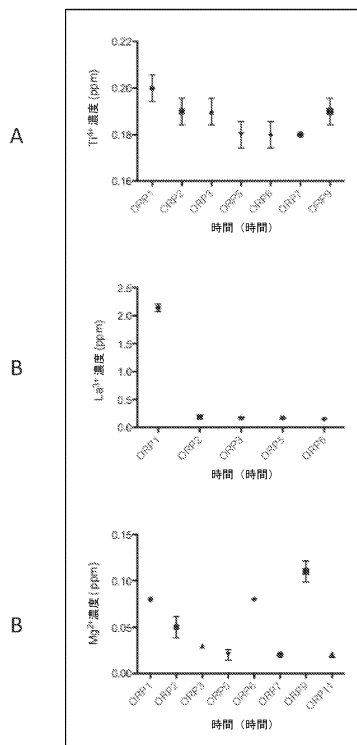 A
Ti⁴⁺ 濃度 (ppm)
0.22
0.20
0.18
0.16
ORP1 ORP2 ORP3 ORP5 ORP6 ORP7 ORP9
時間 (時間)
B
La³⁺ 濃度 (ppm)
2.5
2.0
1.5
1.0
0.5
0.0
ORP1 ORP2 ORP3 ORP5 ORP6
時間 (時間)
B
Mg²⁺濃度 (ppm)
0.15
0.10
0.05
0.00
ORP1 ORP2 ORP3 ORP5 ORP6 ORP7 ORP9 ORP11
時間 (時間)